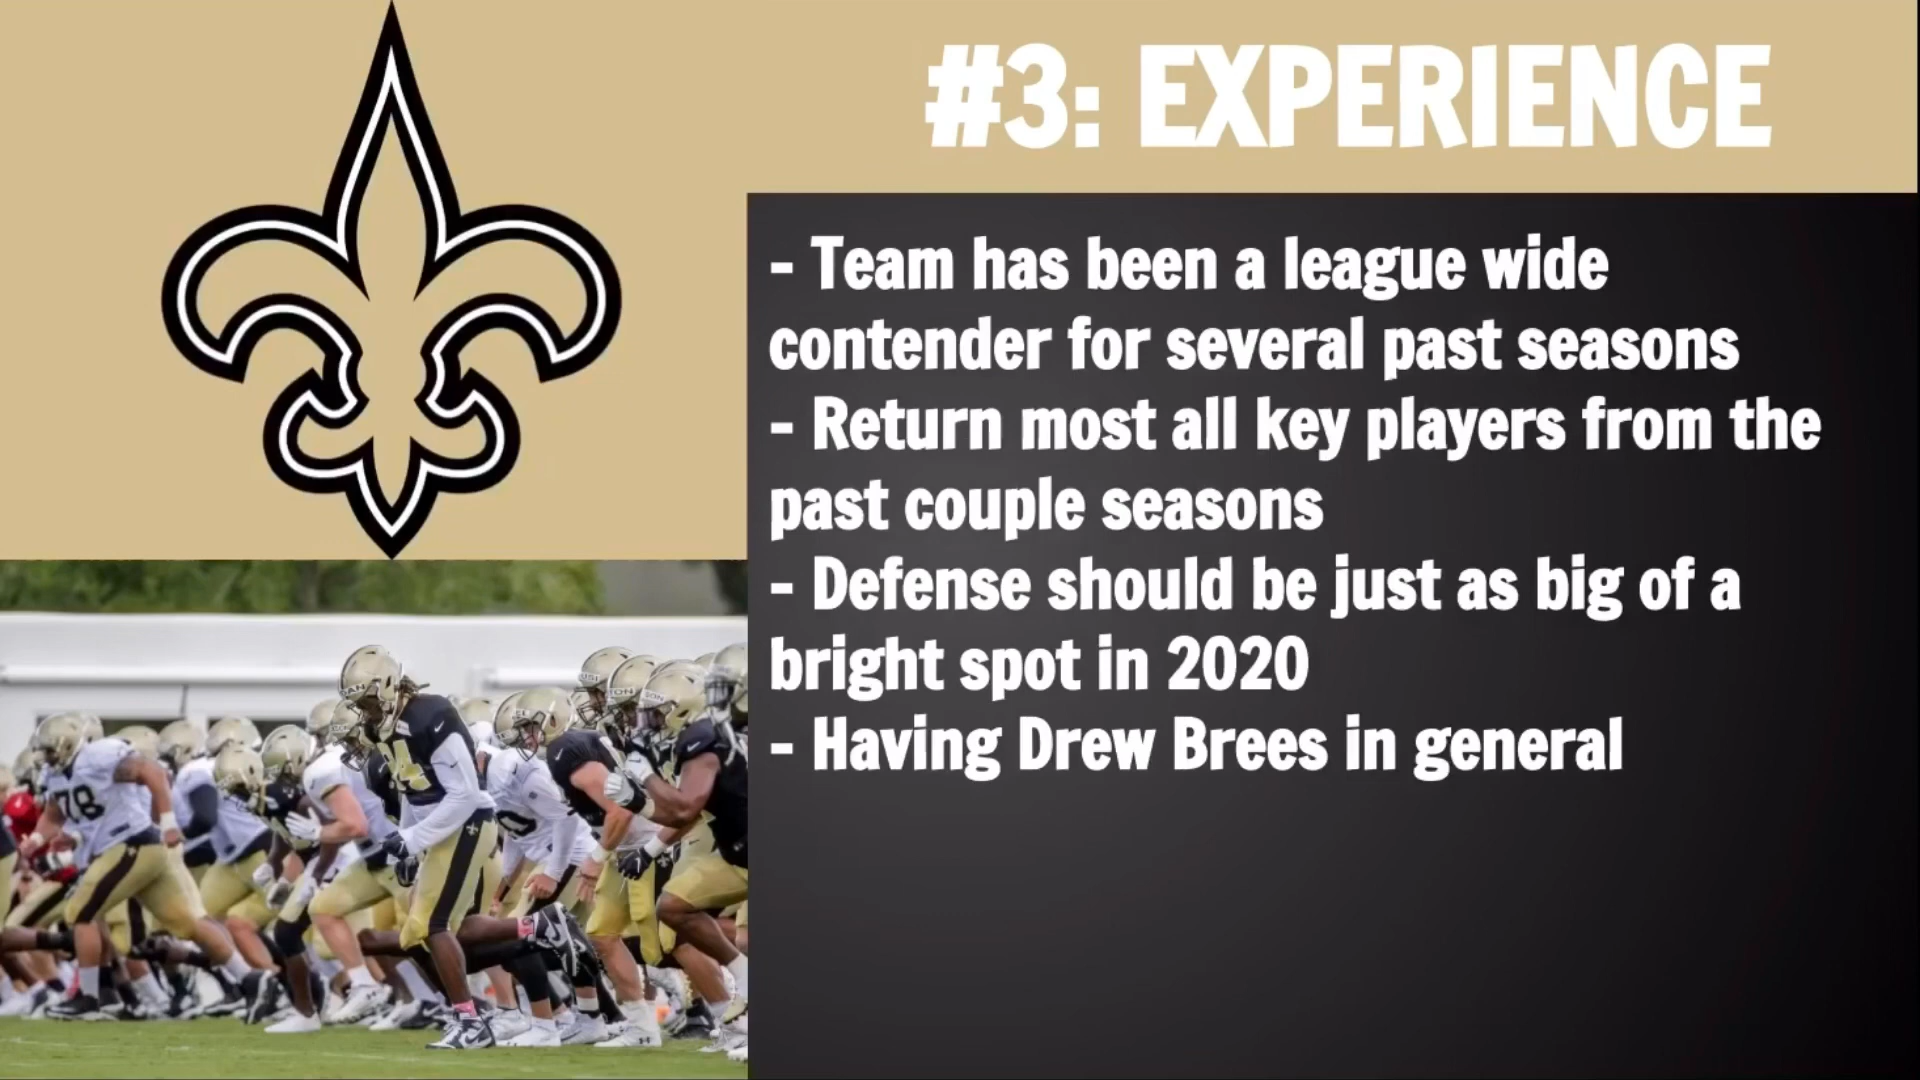 #3: EXPERIENCE
- Team has been a league wide
contender for several past seasons
- Return most all key players from the
past couple seasons
- Defense should be just as big of a
bright spot in 2020
- Having Drew Brees in general
78